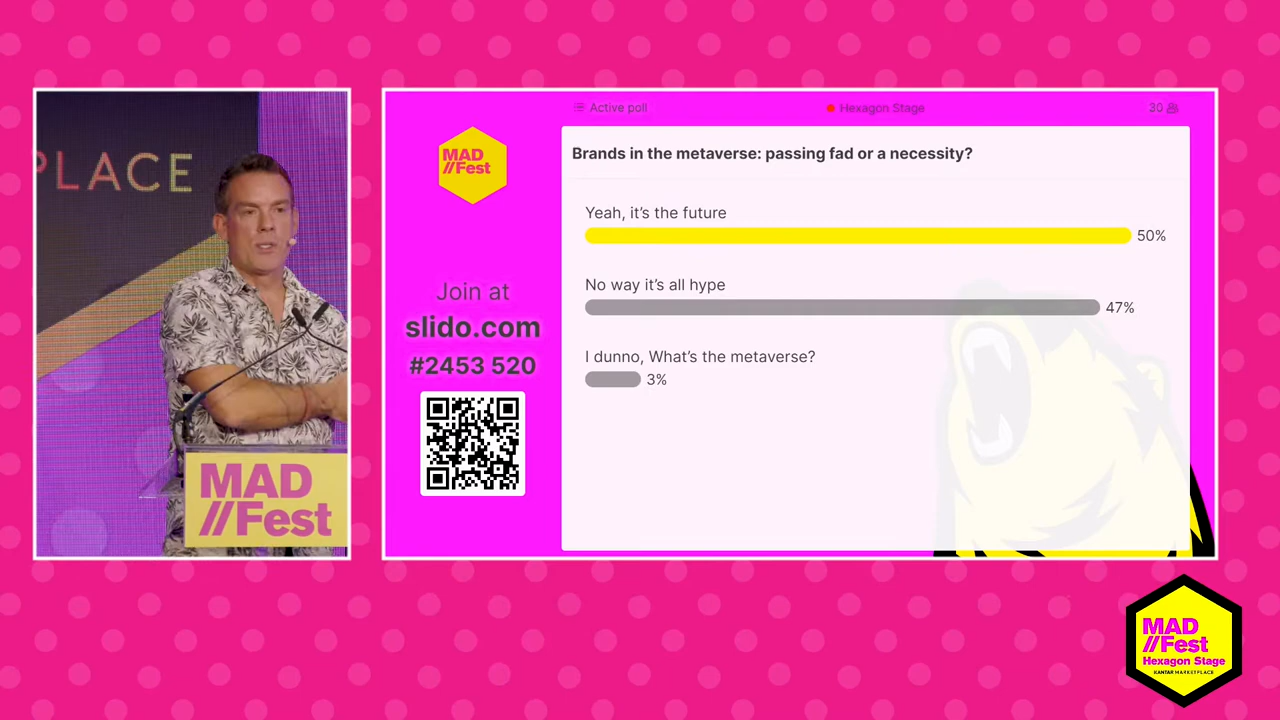 PLACE
MAD
//Fest
MAD
//Fest
Join at
slido.com
#2453 520
Active poll
Hexagon Stage
30
Brands in the metaverse: passing fad or a necessity?
Yeah, it's the future
50%
No way it's all hype
47%
I dunno, What's the metaverse?
3%
MAD
//Fest
Hexagon Stage
KANTAR MARKETPLACE